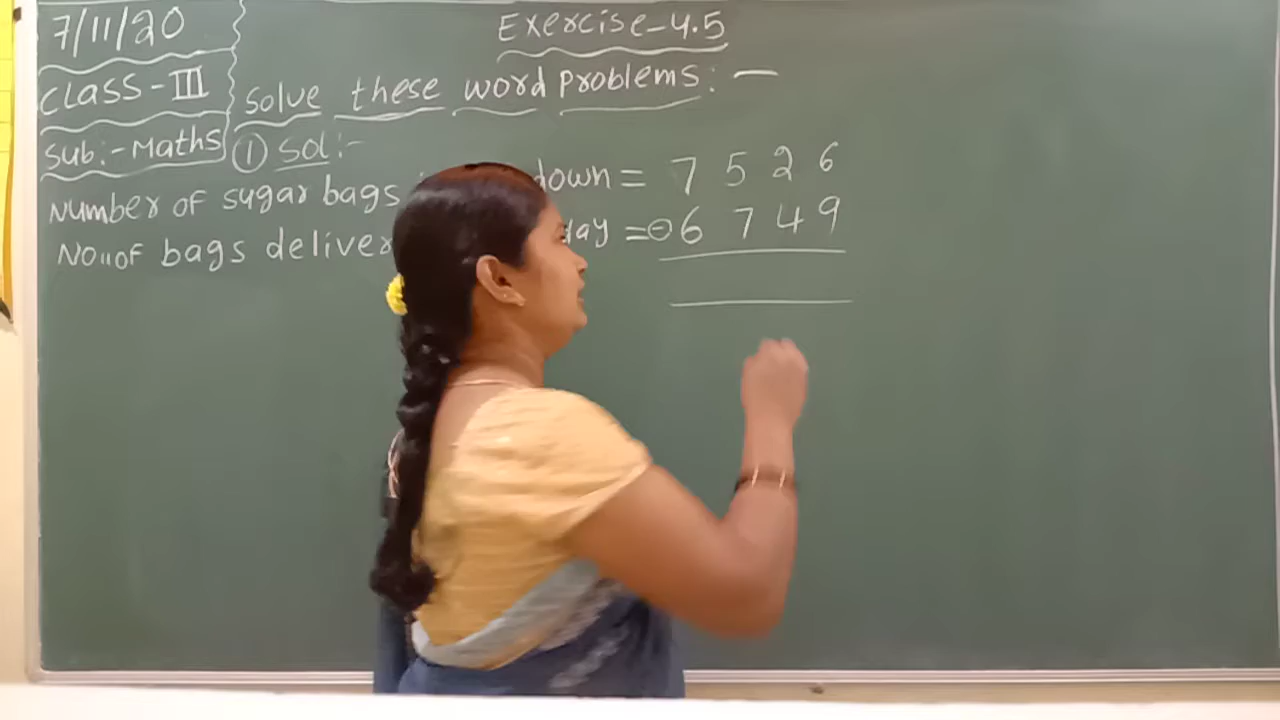 7/11/20
Exercise-4.5
CLASS-III
Solve these word problems:-
Sub:-Maths
① Sol:-
Number of sugar bags down = 7 5 2 6
No..of bags deliver ay =⊖ 6 7 4 9